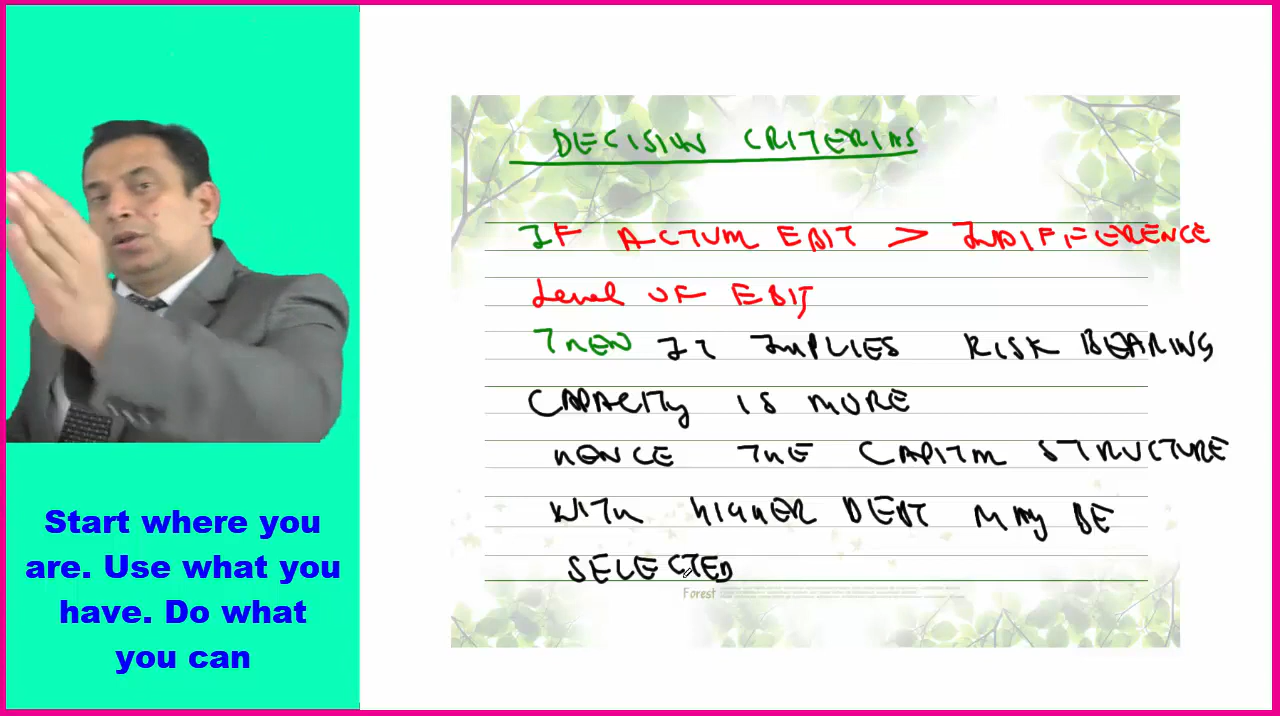 DECISION CRITERIAS
IF ACTUAL EBIT > INDIFFERENCE
Level OF EBIT
THEN IT IMPLIES RISK BEARING
CAPACITY IS MORE
HENCE THE CAPITAL STRUCTURE
WITH HIGHER DEBT MAY BE
SELECTED
Forest
Start where you
are. Use what you
have. Do what
you can